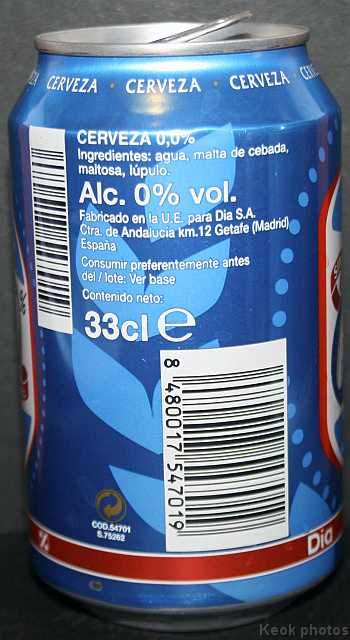 CERVEZA · CERVEZA · CERVEZA
CERVEZA 0,0%
Ingredientes: agua, malta de cebada,
maltosa, lúpulo.
Alc. 0% vol.
Fabricado en la U.E. para Dia S.A.
Ctra. de Andalucía km.12 Getafe (Madrid)
España
Consumir preferentemente antes
del / lote: Ver base
Contenido neto:
33cl e
8 480017 547019
COD.54701
S.75262
%
Dia
Keok photos